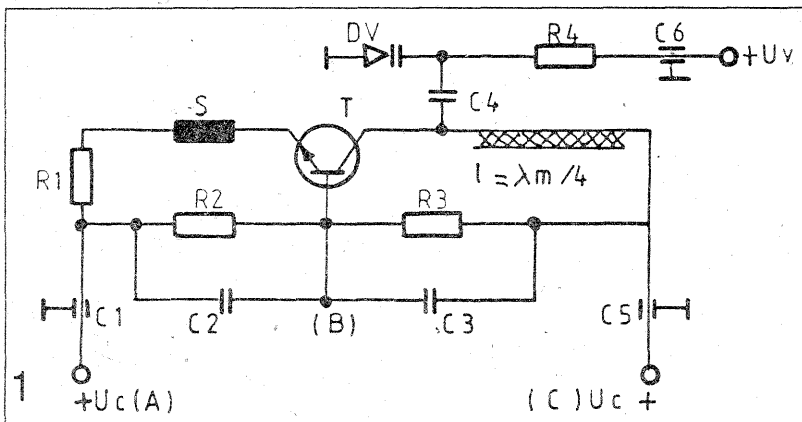 DV
R4
C6
+Uv
S
T
C4
l = λm/4
R1
R2
R3
C1
C2
(B)
C3
C5
1
+Uc(A)
(C)Uc +